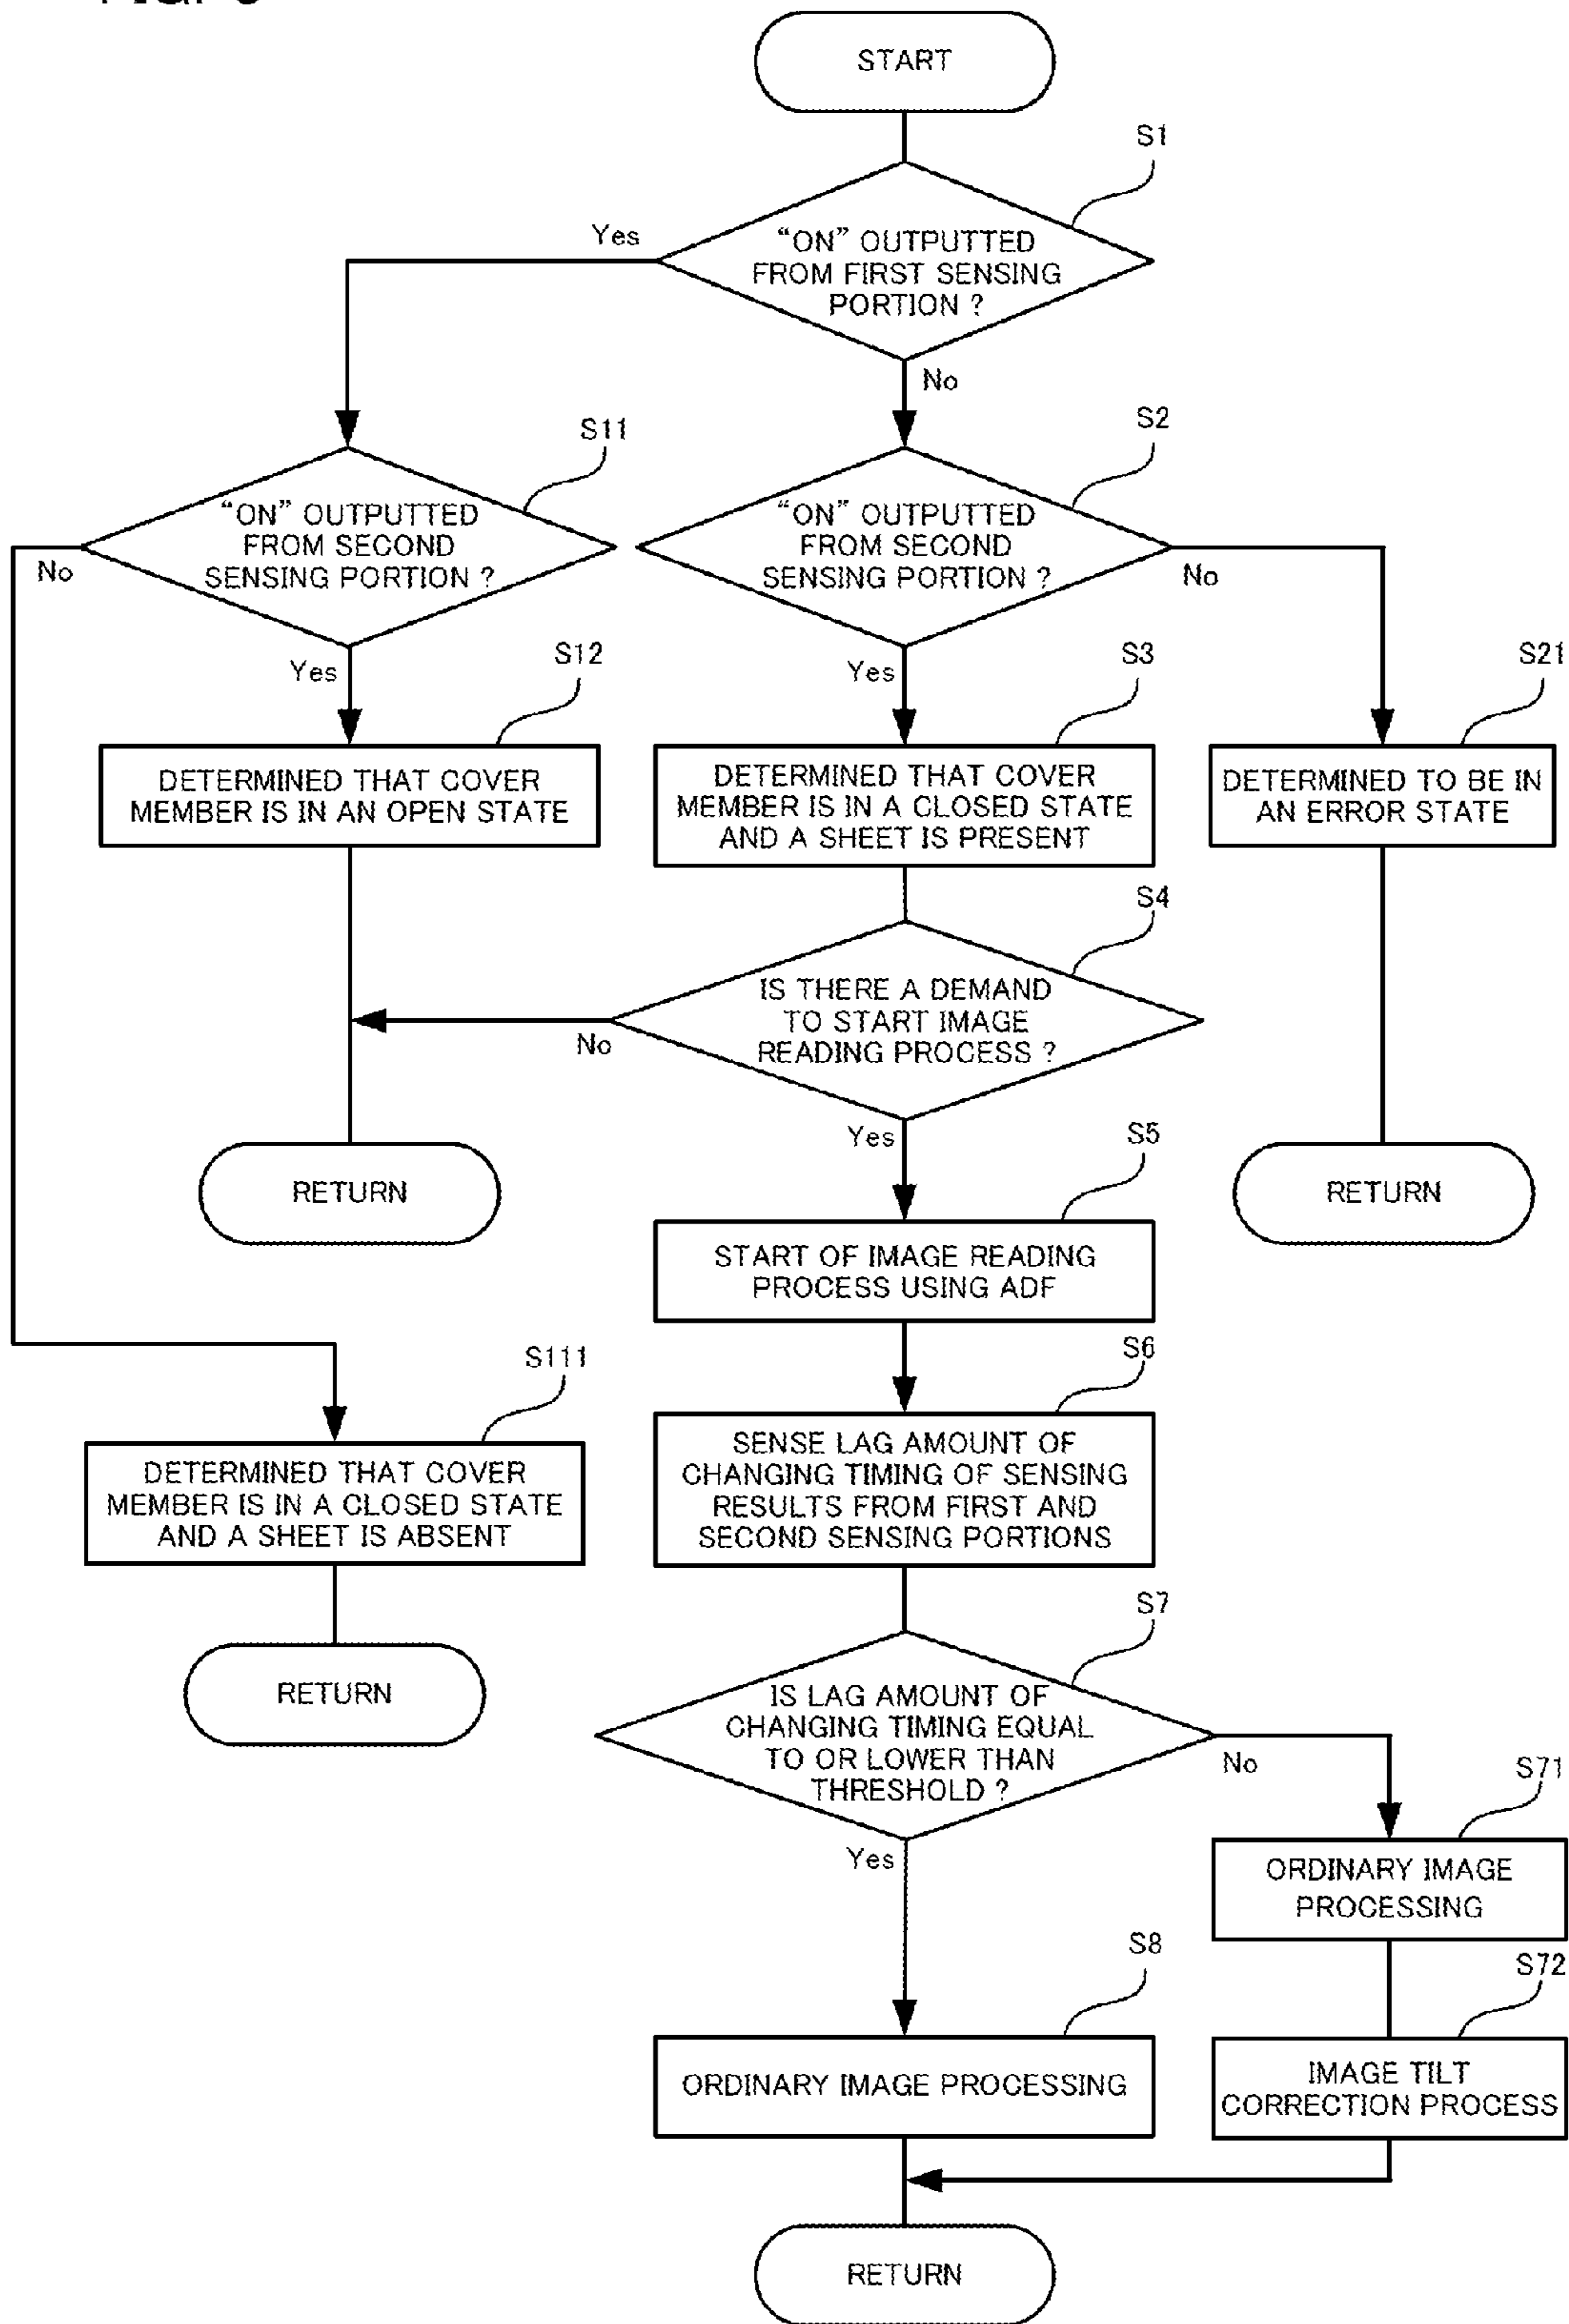 START
S1
Yes
“ON” OUTPUTTED
FROM FIRST SENSING
PORTION ?
No
S11
S2
“ON” OUTPUTTED
FROM SECOND
SENSING PORTION ?
“ON” OUTPUTTED
FROM SECOND
SENSING PORTION ?
No
No
Yes
S12
Yes
S3
S21
DETERMINED THAT COVER
MEMBER IS IN AN OPEN STATE
DETERMINED THAT COVER
MEMBER IS IN A CLOSED STATE
AND A SHEET IS PRESENT
DETERMINED TO BE IN
AN ERROR STATE
S4
IS THERE A DEMAND
TO START IMAGE
READING PROCESS ?
No
Yes
S5
RETURN
RETURN
START OF IMAGE READING
PROCESS USING ADF
S111
S6
DETERMINED THAT COVER
MEMBER IS IN A CLOSED STATE
AND A SHEET IS ABSENT
SENSE LAG AMOUNT OF
CHANGING TIMING OF SENSING
RESULTS FROM FIRST AND
SECOND SENSING PORTIONS
S7
RETURN
IS LAG AMOUNT OF
CHANGING TIMING EQUAL
TO OR LOWER THAN
THRESHOLD ?
No
S71
Yes
ORDINARY IMAGE
PROCESSING
S8
S72
ORDINARY IMAGE PROCESSING
IMAGE TILT
CORRECTION PROCESS
RETURN